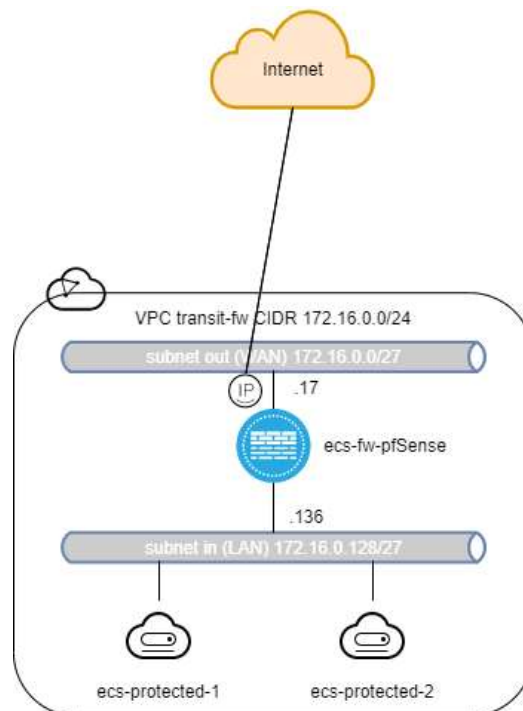 Internet
VPC transit-fw CIDR 172.16.0.0/24
subnet out (WAN) 172.16.0.0/27
IP
.17
ecs-fw-pfSense
.136
subnet in (LAN) 172.16.0.128/27
ecs-protected-1
ecs-protected-2